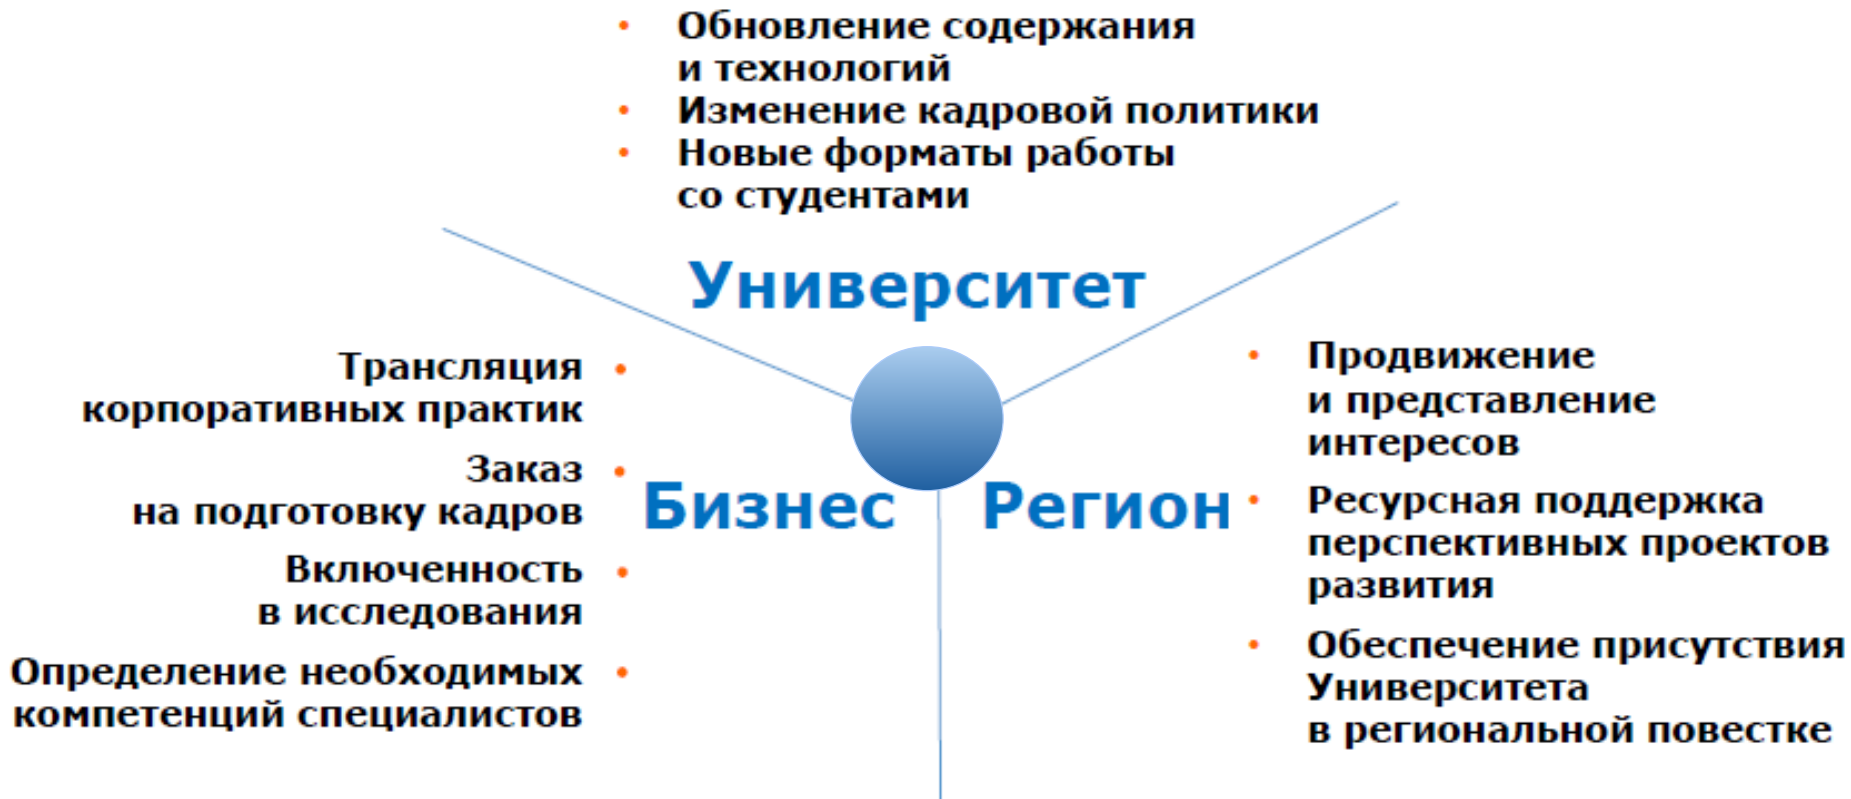 • Обновление содержания
и технологий
• Изменение кадровой политики
• Новые форматы работы
со студентами
Университет
Трансляция •
корпоративных практик
Заказ •
на подготовку кадров
Включенность •
в исследования
Определение необходимых •
компетенций специалистов
Бизнес
Регион
• Продвижение
и представление
интересов
• Ресурсная поддержка
перспективных проектов
развития
• Обеспечение присутствия
Университета
в региональной повестке